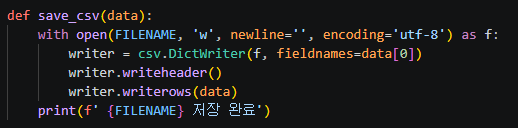 def save_csv(data):
    with open(FILENAME, 'w', newline='', encoding='utf-8') as f:
        writer = csv.DictWriter(f, fieldnames=data[0])
        writer.writeheader()
        writer.writerows(data)
    print(f' {FILENAME} 저장 완료')